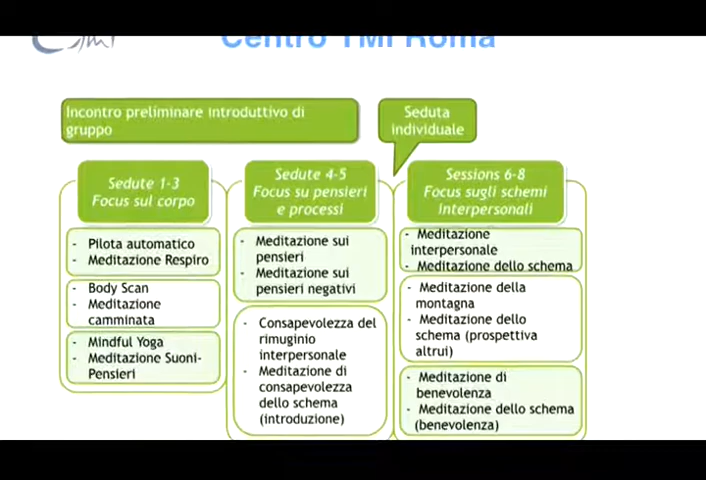 Centro TMI Roma
Incontro preliminare introduttivo di
gruppo
Seduta
individuale
Sedute 1-3
Focus sul corpo
- Pilota automatico
- Meditazione Respiro
- Body Scan
- Meditazione
camminata
- Mindful Yoga
- Meditazione Suoni-
Pensieri
Sedute 4-5
Focus su pensieri
e processi
- Meditazione sui
pensieri
- Meditazione sui
pensieri negativi
- Consapevolezza del
rimuginio
interpersonale
- Meditazione di
consapevolezza
dello schema
(introduzione)
Sessions 6-8
Focus sugli schemi
interpersonali
- Meditazione
interpersonale
- Meditazione dello schema
- Meditazione della
montagna
- Meditazione dello
schema (prospettiva
altrui)
- Meditazione di
benevolenza
- Meditazione dello schema
(benevolenza)